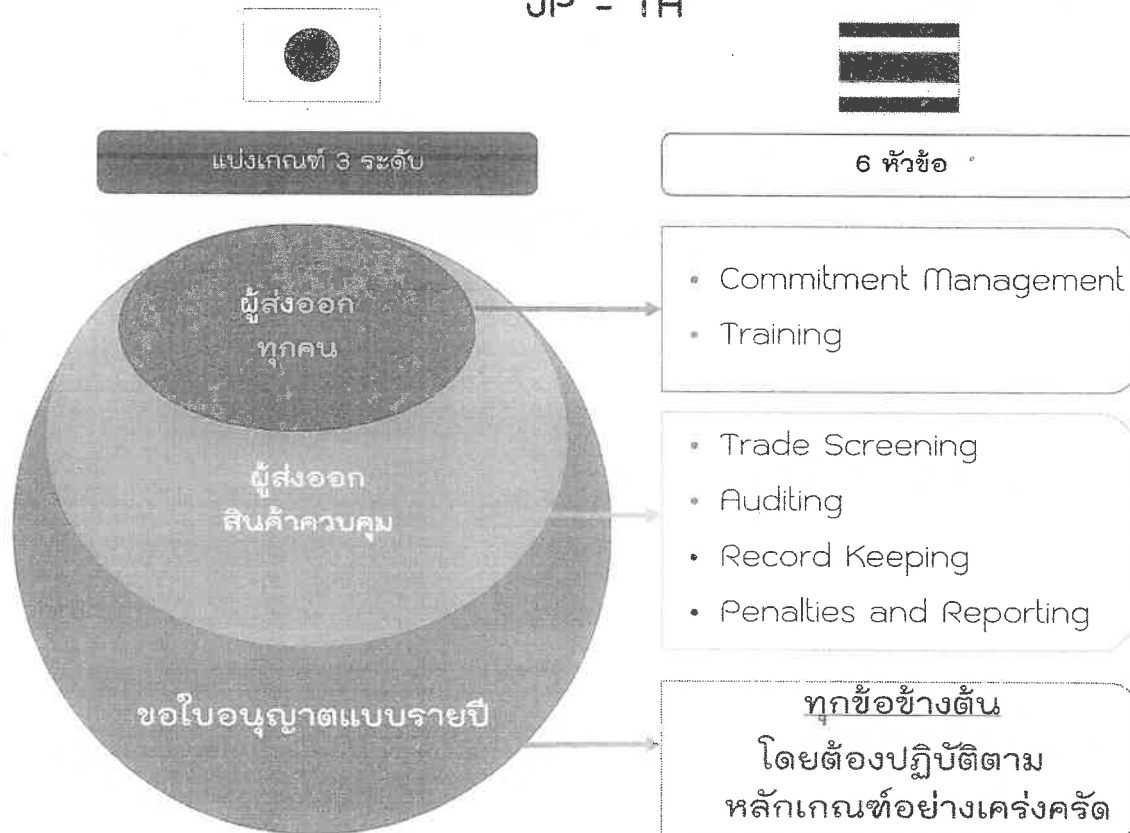 JP - TH
แบ่งเกณฑ์ 3 ระดับ
6 หัวข้อ
ผู้ส่งออก
ทุกคน
• Commitment Management
• Training
ผู้ส่งออก
สินค้าควบคุม
• Trade Screening
• Auditing
• Record Keeping
• Penalties and Reporting
ขอใบอนุญาตแบบรายปี
ทุกข้อข้างต้น
โดยต้องปฏิบัติตาม
หลักเกณฑ์อย่างเคร่งครัด